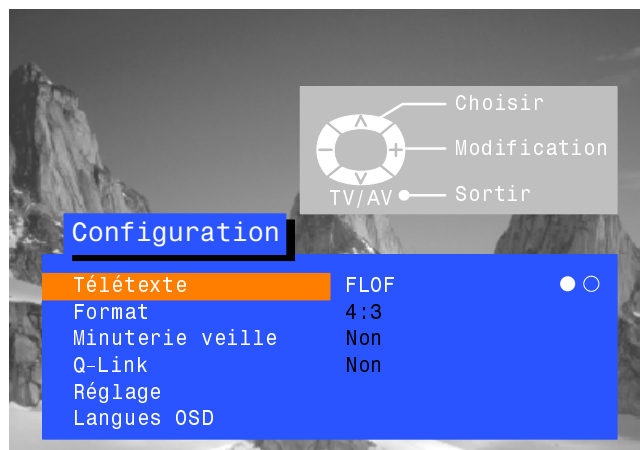 Choisir
Modification
TV/AV Sortir
Configuration
Télétexte FLOF
Format 4:3
Minuterie veille Non
Q-Link Non
Réglage
Langues OSD